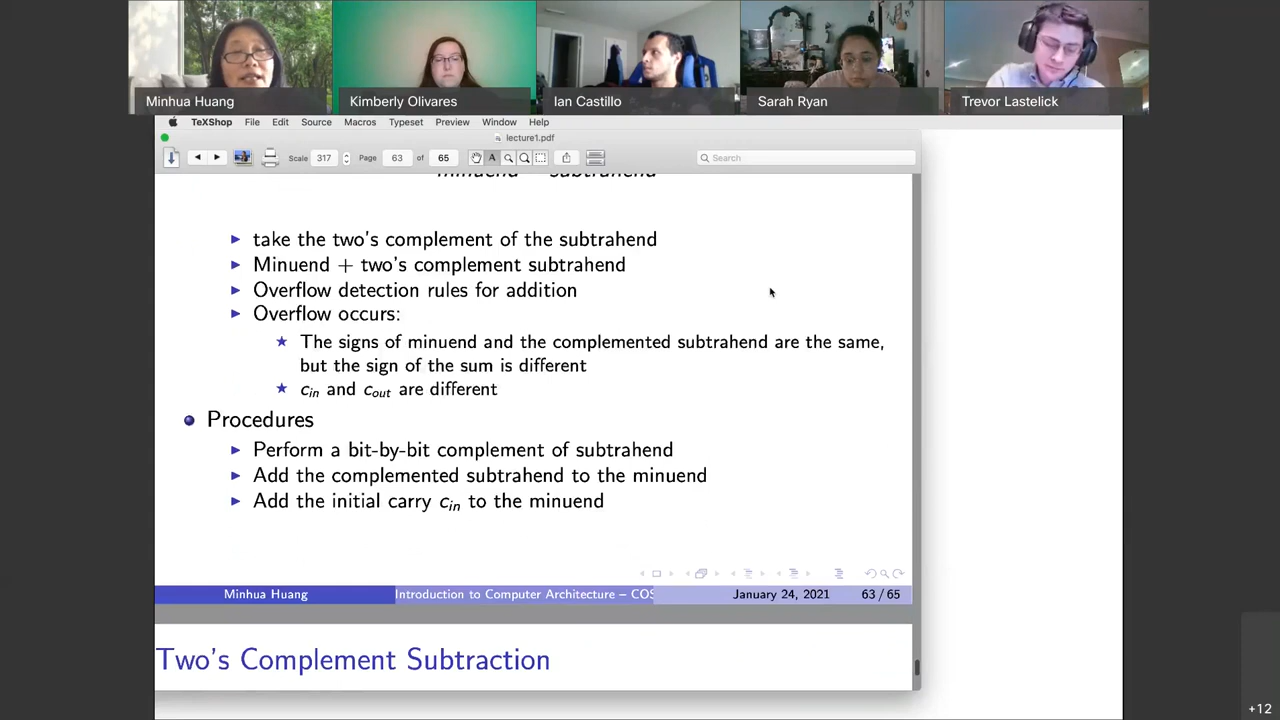 Minhua Huang
Kimberly Olivares
Ian Castillo
Sarah Ryan
Trevor Lastelick
TeXShop File Edit Source Macros Typeset Preview Window Help
lecture1.pdf
Scale 317 Page 63 of 65 A Search
minuend subtrahend
take the two's complement of the subtrahend
Minuend + two's complement subtrahend
Overflow detection rules for addition
Overflow occurs:
The signs of minuend and the complemented subtrahend are the same,
but the sign of the sum is different
c_in and c_out are different
Procedures
Perform a bit-by-bit complement of subtrahend
Add the complemented subtrahend to the minuend
Add the initial carry c_in to the minuend
Minhua Huang Introduction to Computer Architecture – COS January 24, 2021 63 / 65
Two's Complement Subtraction
+12